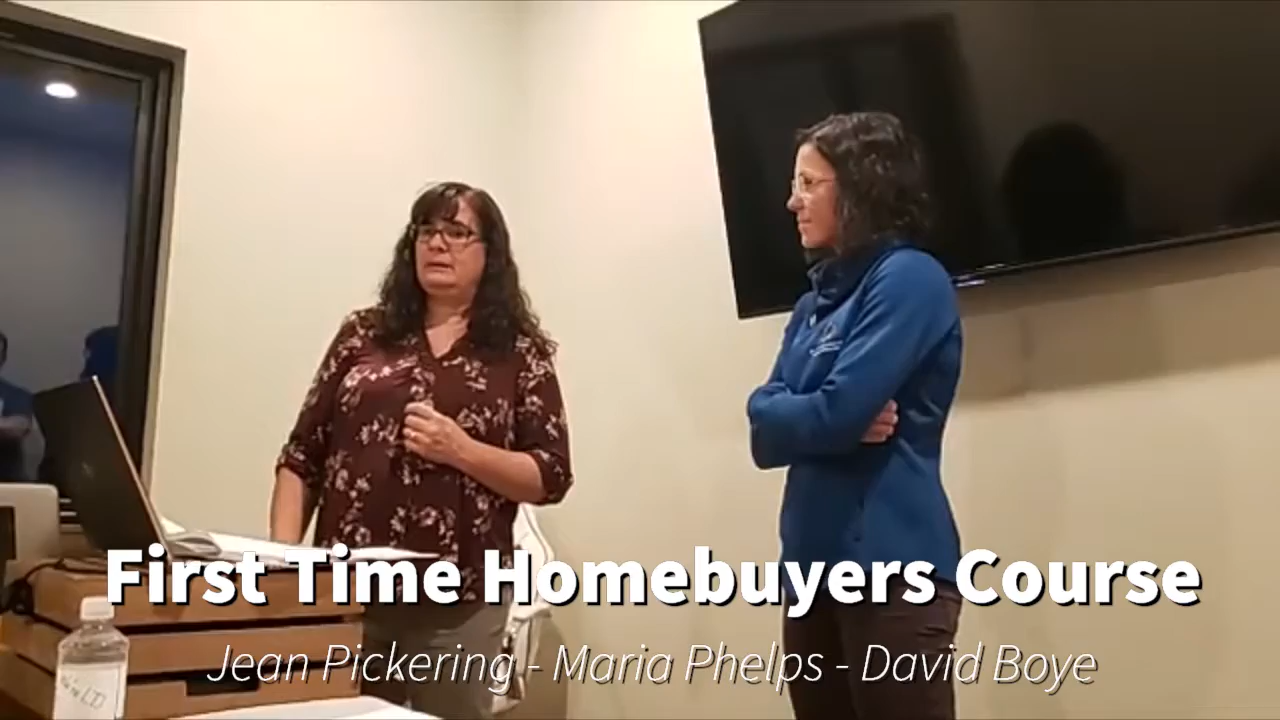 First Time Homebuyers Course
Jean Pickering - Maria Phelps - David Boye